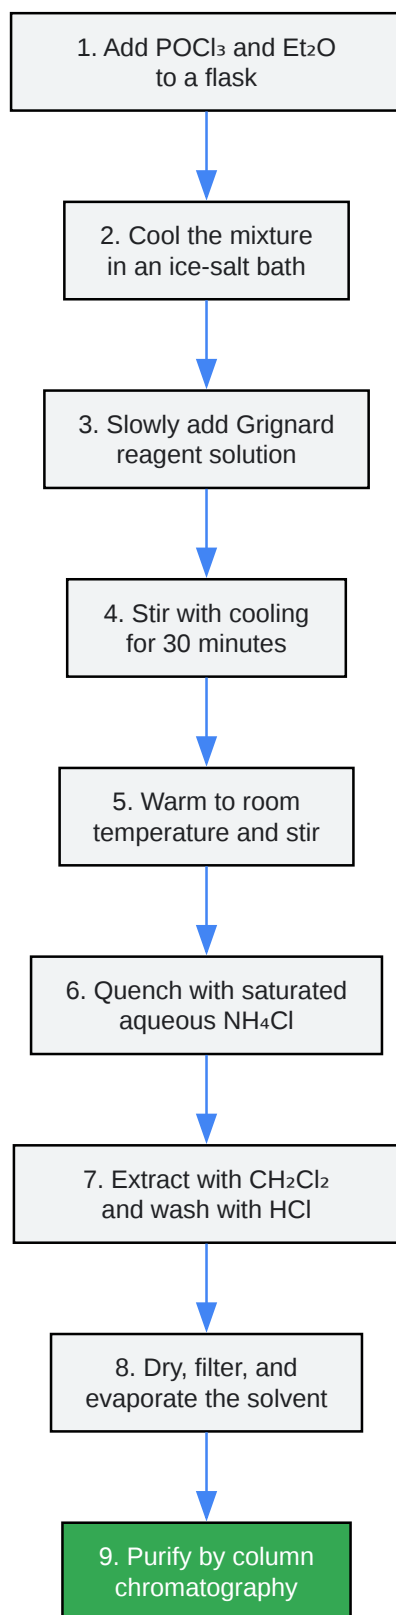 1. Add POCl₃ and Et₂O
to a flask
2. Cool the mixture
in an ice-salt bath
3. Slowly add Grignard
reagent solution
4. Stir with cooling
for 30 minutes
5. Warm to room
temperature and stir
6. Quench with saturated
aqueous NH₄Cl
7. Extract with CH₂Cl₂
and wash with HCl
8. Dry, filter, and
evaporate the solvent
9. Purify by column
chromatography